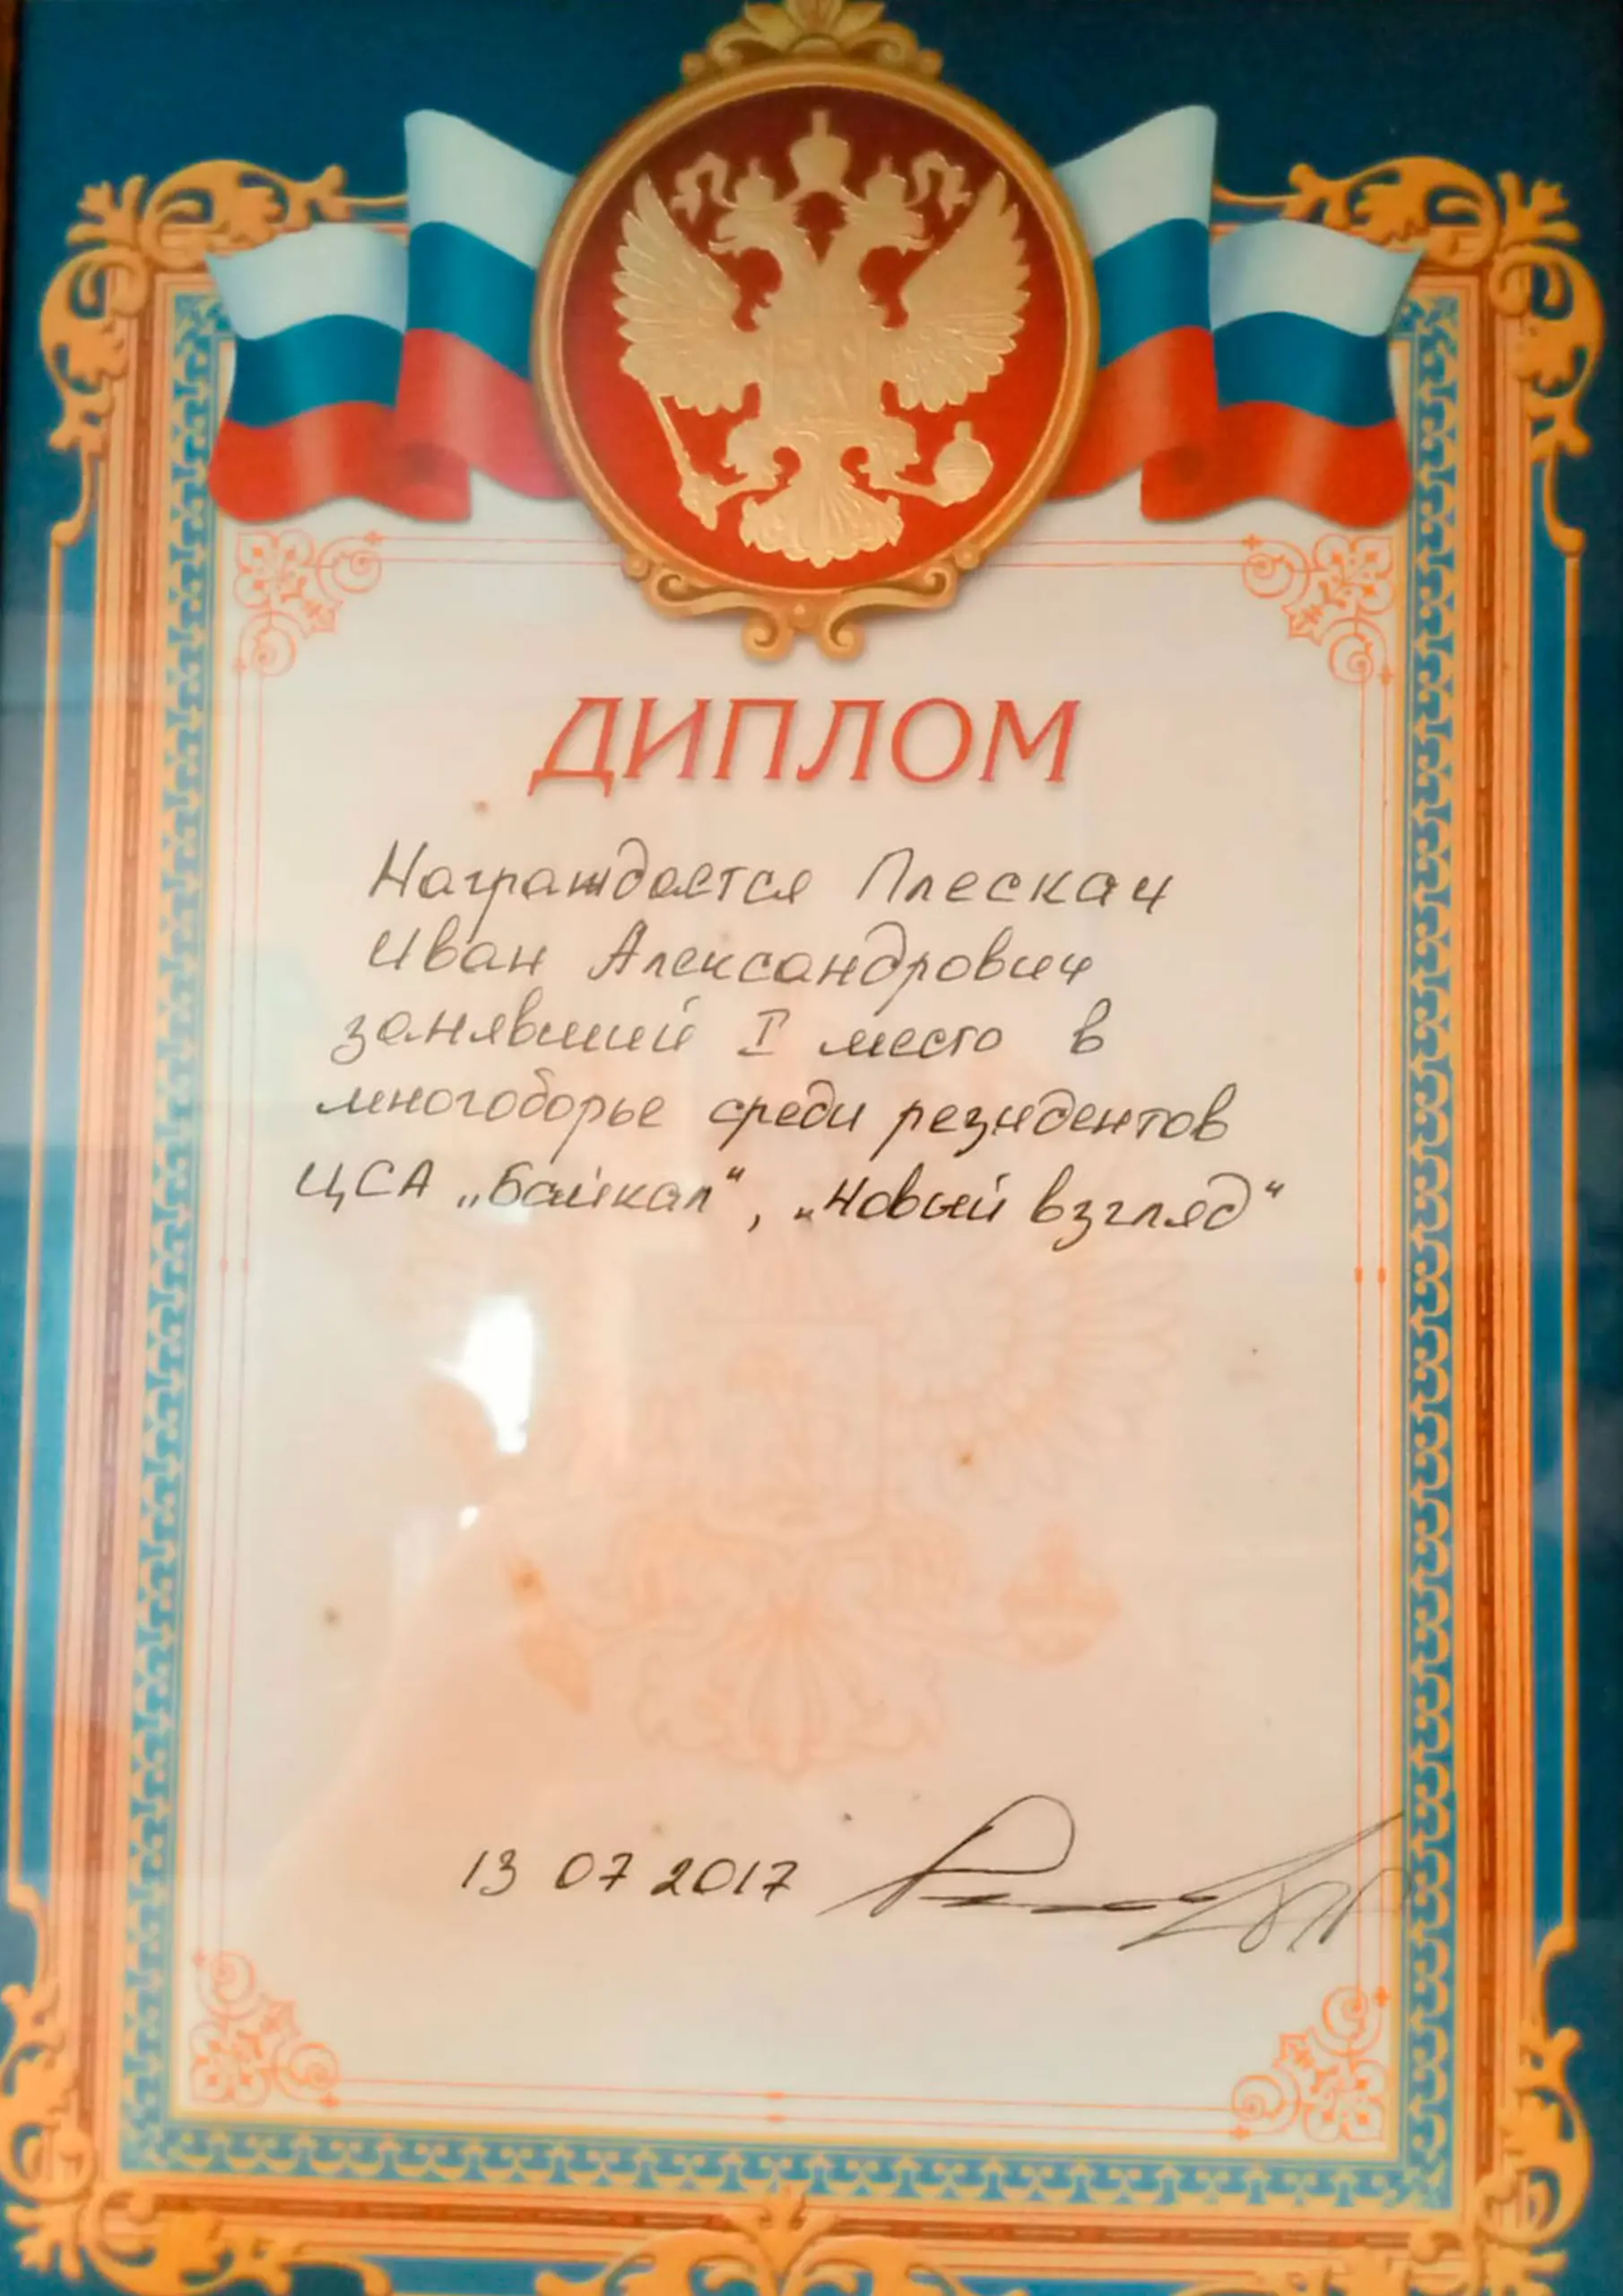 ДИПЛОМ
Награждается Плескач
Иван Александрович
занявший I место в
многоборье среди резидентов
ЦСА „Байкал“, „Новый взгляд“
13 07 2017